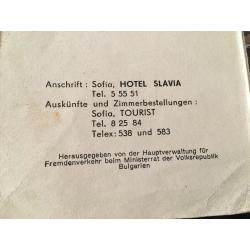 Anschrift : Sofia, HOTEL SLAVIA
Tel. 5 55 51
Auskünfte und Zimmerbestellungen :
Sofia, TOURIST
Tel. 8 25 84
Telex: 538 und 583
Herausgegeben von der Hauptverwaltung für
Fremdenverkehr beim Ministerrat der Volksrepublik
Bulgarien